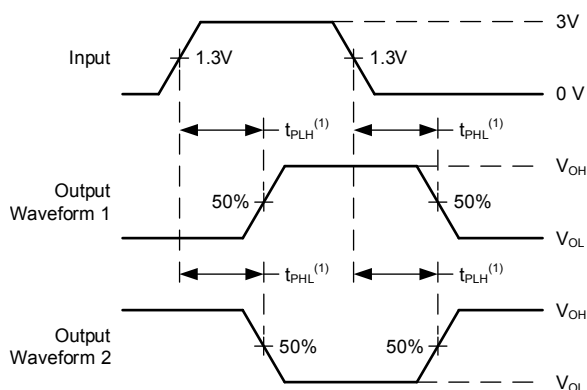 3V
Input
1.3V
1.3V
0 V
tPLH(1)
tPHL(1)
VOH
Output
Waveform 1
50%
50%
VOL
tPHL(1)
tPLH(1)
VOH
Output
Waveform 2
50%
50%
VOL